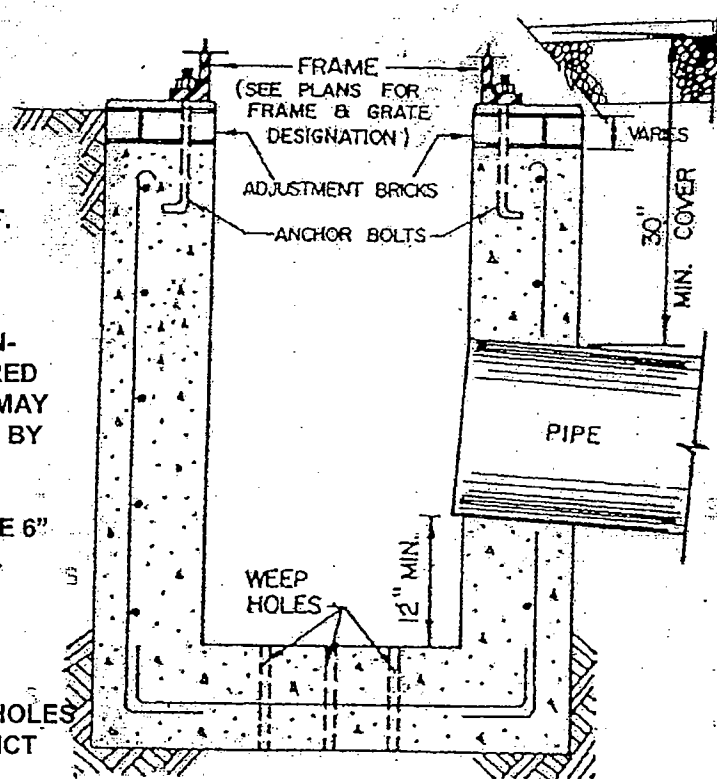 FRAME
(SEE PLANS FOR
FRAME & GRATE
DESIGNATION)
VARIES
ADJUSTMENT BRICKS
ANCHOR BOLTS
30"
MIN. COVER
T.
N-
RED
MAY
BY
PIPE
E 6"
S
12" MIN.
WEEP
HOLES
HOLES
ICT